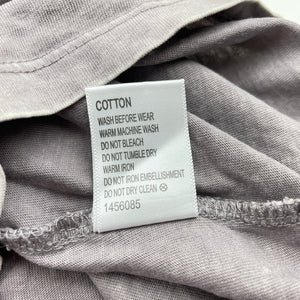 COTTON
WASH BEFORE WEAR
WARM MACHINE WASH
DO NOT BLEACH
DO NOT TUMBLE DRY
WARM IRON
DO NOT IRON EMBELLISHMENT
DO NOT DRY CLEAN
1456085